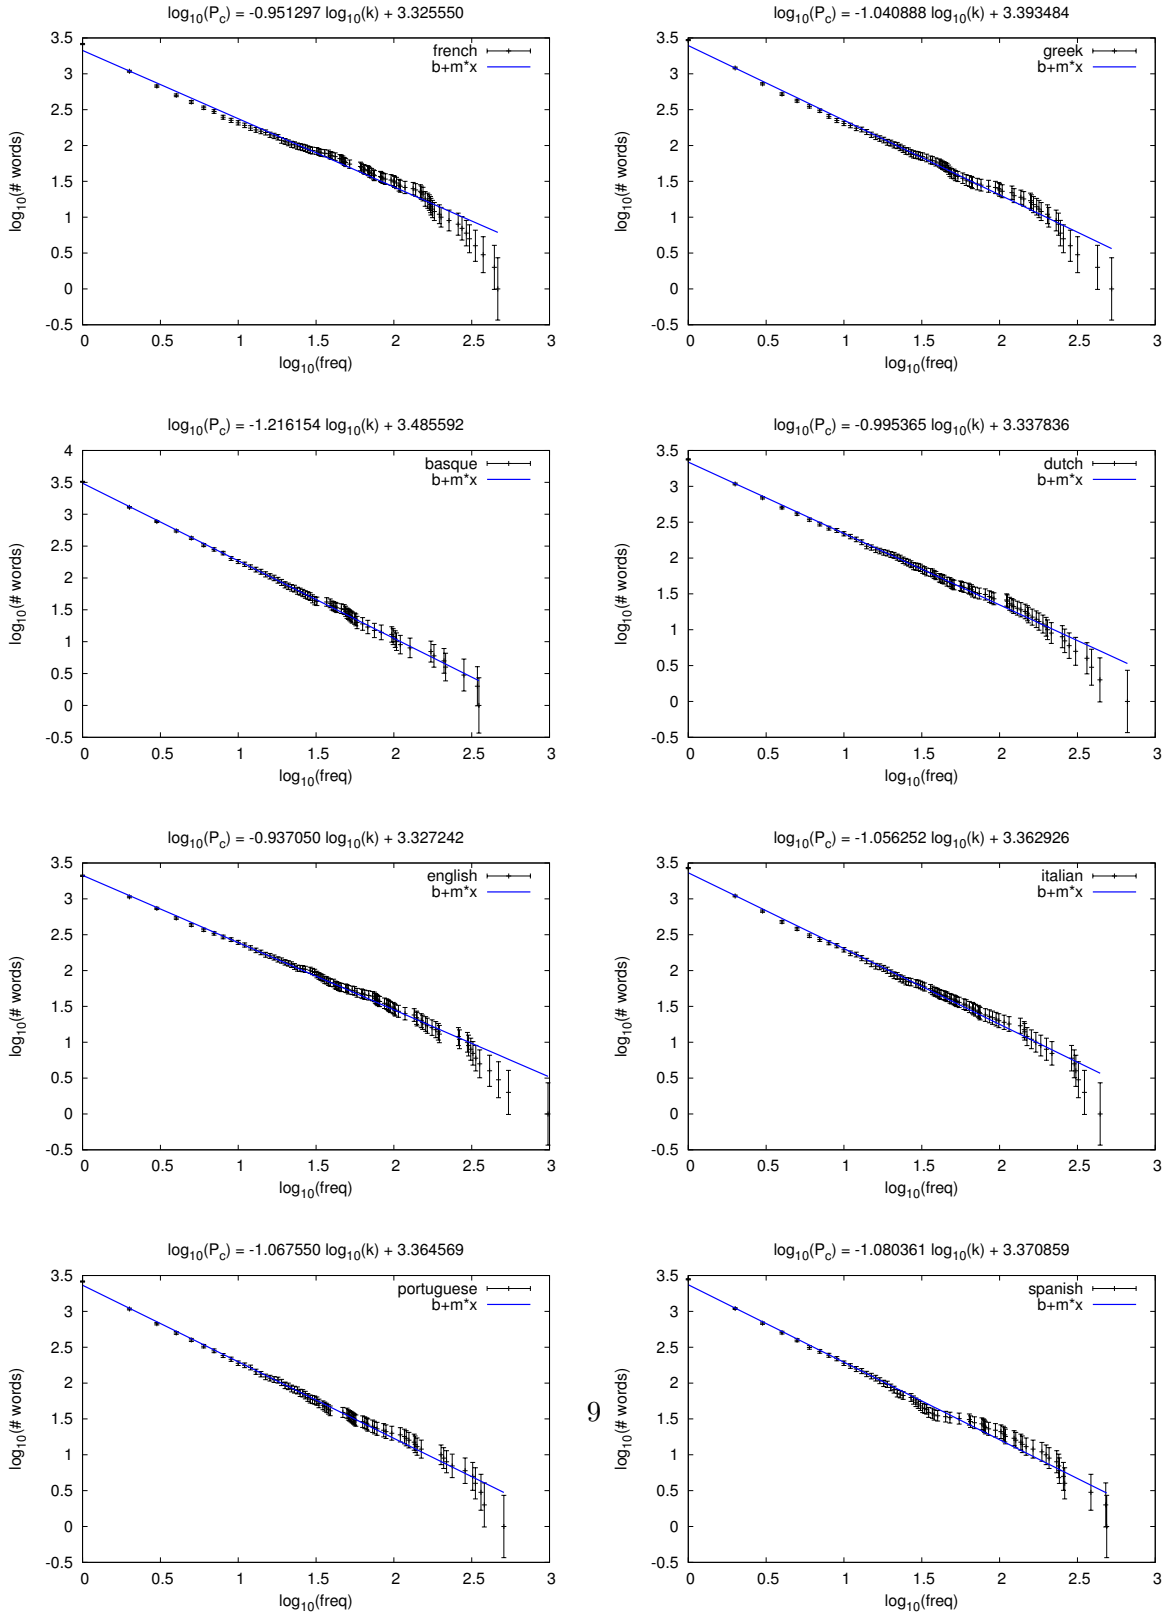 log10(Pc) = -0.951297 log10(k) + 3.325550
3.5
3
2.5
2
1.5
1
0.5
0
-0.5
log10(# words)
french
b+m*x
0 0.5 1 1.5 2 2.5 3
log10(freq)
log10(Pc) = -1.040888 log10(k) + 3.393484
3.5
3
2.5
2
1.5
1
0.5
0
-0.5
log10(# words)
greek
b+m*x
0 0.5 1 1.5 2 2.5 3
log10(freq)
log10(Pc) = -1.216154 log10(k) + 3.485592
4
3.5
3
2.5
2
1.5
1
0.5
0
-0.5
log10(# words)
basque
b+m*x
0 0.5 1 1.5 2 2.5 3
log10(freq)
log10(Pc) = -0.995365 log10(k) + 3.337836
3.5
3
2.5
2
1.5
1
0.5
0
-0.5
log10(# words)
dutch
b+m*x
0 0.5 1 1.5 2 2.5 3
log10(freq)
log10(Pc) = -0.937050 log10(k) + 3.327242
3.5
3
2.5
2
1.5
1
0.5
0
-0.5
log10(# words)
english
b+m*x
0 0.5 1 1.5 2 2.5 3
log10(freq)
log10(Pc) = -1.056252 log10(k) + 3.362926
3.5
3
2.5
2
1.5
1
0.5
0
-0.5
log10(# words)
italian
b+m*x
0 0.5 1 1.5 2 2.5 3
log10(freq)
log10(Pc) = -1.067550 log10(k) + 3.364569
3.5
3
2.5
2
1.5
1
0.5
0
-0.5
log10(# words)
portuguese
b+m*x
0 0.5 1 1.5 2 2.5 3
log10(freq)
log10(Pc) = -1.080361 log10(k) + 3.370859
3.5
3
2.5
2
1.5
1
0.5
0
-0.5
log10(# words)
spanish
b+m*x
0 0.5 1 1.5 2 2.5 3
log10(freq)
9